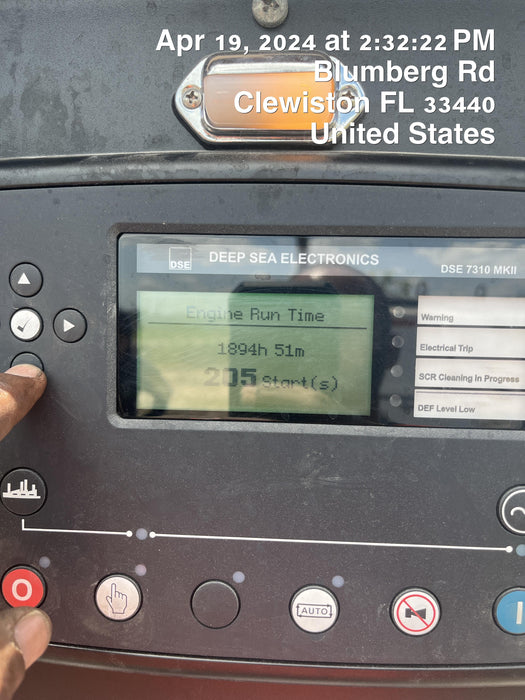 Apr 19, 2024 at 2:32:22 PM
Blumberg Rd
Clewiston FL 33440
United States
DSE
DEEP SEA ELECTRONICS
DSE 7310 MKII
Engine Run Time
1894h 51m
205 Start(s)
Warning
Electrical Trip
SCR Cleaning In Progress
DEF Level Low
O
AUTO
I